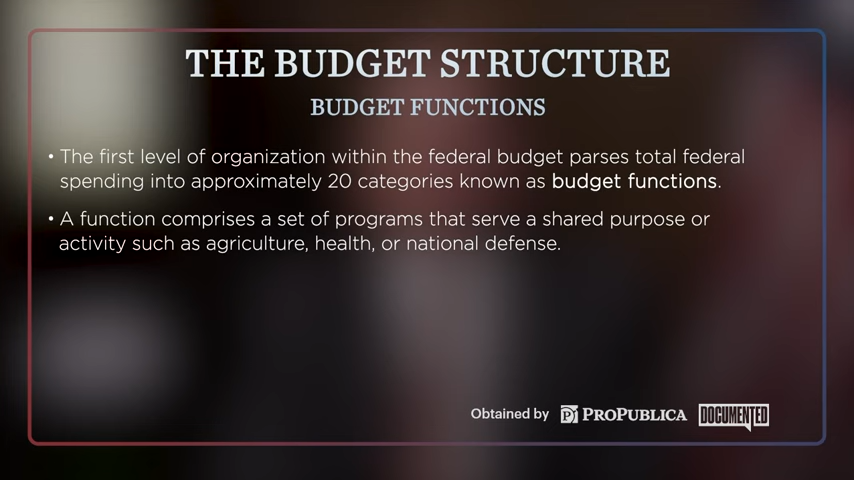 THE BUDGET STRUCTURE
BUDGET FUNCTIONS
• The first level of organization within the federal budget parses total federal
spending into approximately 20 categories known as budget functions.
• A function comprises a set of programs that serve a shared purpose or
activity such as agriculture, health, or national defense.
Obtained by P PROPUBLICA DOCUMENTED